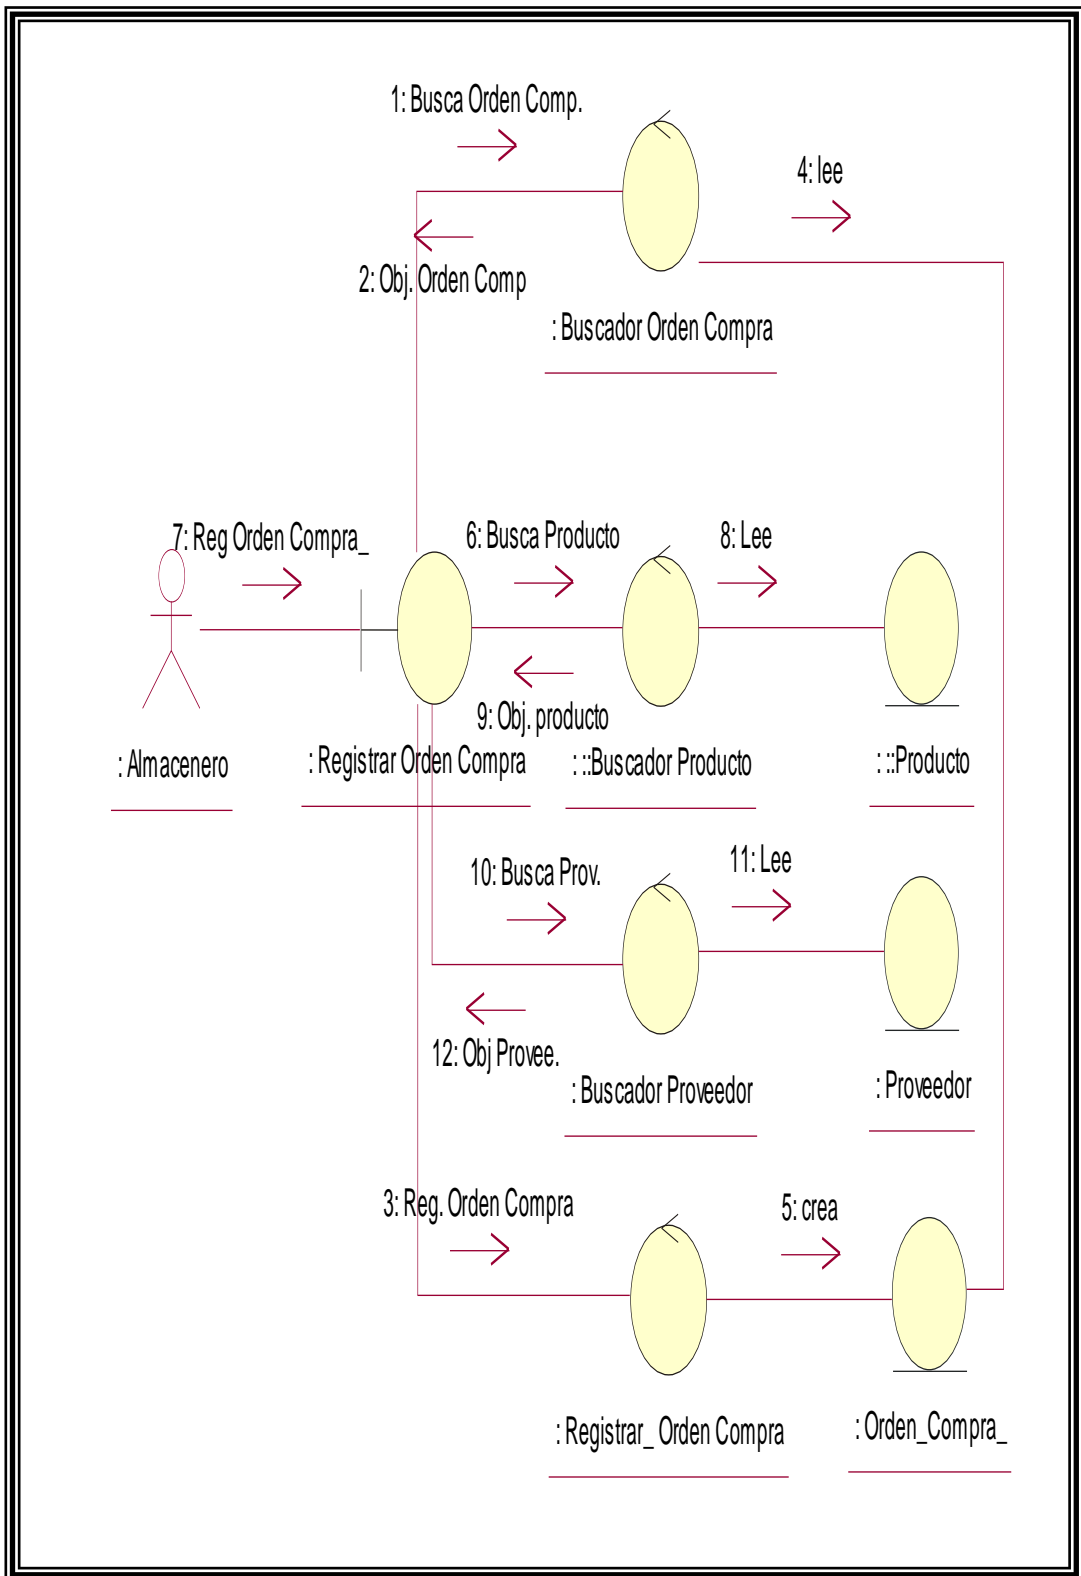 1: Busca Orden Comp.
4: lee
2: Obj. Orden Comp
: Buscador Orden Compra
7: Reg Orden Compra_
6: Busca Producto
8: Lee
9: Obj. producto
: Almacenero
: Registrar Orden Compra
: ::Buscador Producto
: ::Producto
10: Busca Prov.
11: Lee
12: Obj Provee.
: Buscador Proveedor
: Proveedor
3: Reg. Orden Compra
5: crea
: Registrar_ Orden Compra
: Orden_Compra_